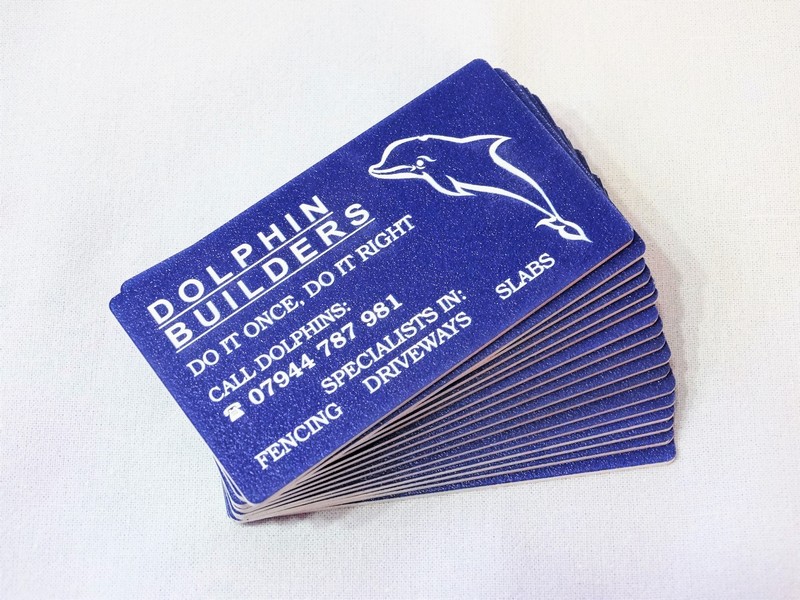 DOLPHIN
BUILDERS
DO IT ONCE, DO IT RIGHT
CALL DOLPHINS:
☎ 07944 787 981
SPECIALISTS IN:
FENCING DRIVEWAYS SLABS